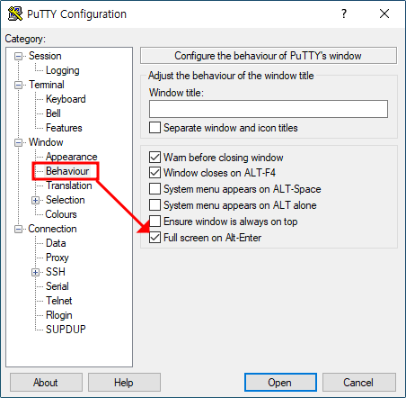 PuTTY Configuration
Category:
Session
Logging
Terminal
Keyboard
Bell
Features
Window
Appearance
Behaviour
Translation
Selection
Colours
Connection
Data
Proxy
SSH
Serial
Telnet
Rlogin
SUPDUP
Configure the behaviour of PuTTY's window
Adjust the behaviour of the window title
Window title:
Separate window and icon titles
Warn before closing window
Window closes on ALT-F4
System menu appears on ALT-Space
System menu appears on ALT alone
Ensure window is always on top
Full screen on Alt-Enter
About
Help
Open
Cancel